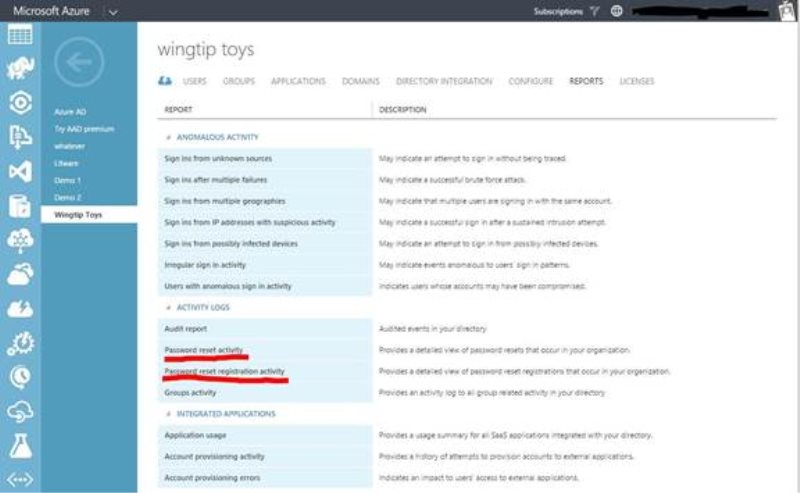 Microsoft Azure
Subscriptions
wingtip toys
USERS GROUPS APPLICATIONS DOMAINS DIRECTORY INTEGRATION CONFIGURE REPORTS LICENSES
Azure AD
Try AAD premium
whatever
Litware
Demo 1
Demo 2
Wingtip Toys
REPORT DESCRIPTION
ANOMALOUS ACTIVITY
Sign ins from unknown sources May indicate an attempt to sign in without being traced.
Sign ins after multiple failures May indicate a successful brute force attack.
Sign ins from multiple geographies May indicate that multiple users are signing in with the same account.
Sign ins from IP addresses with suspicious activity May indicate a successful sign in after a sustained intrusion attempt.
Sign ins from possibly infected devices May indicate an attempt to sign in from possibly infected devices.
Irregular sign in activity May indicate events anomalous to users' sign in patterns.
Users with anomalous sign in activity Indicates users whose accounts may have been compromised.
ACTIVITY LOGS
Audit report Audited events in your directory
Password reset activity Provides a detailed view of password resets that occur in your organization.
Password reset registration activity Provides a detailed view of password reset registrations that occur in your organization.
Groups activity Provides an activity log to all group related activity in your directory
INTEGRATED APPLICATIONS
Application usage Provides a usage summary for all SaaS applications integrated with your directory.
Account provisioning activity Provides a history of attempts to provision accounts to external applications.
Account provisioning errors Indicates an impact to users' access to external applications.